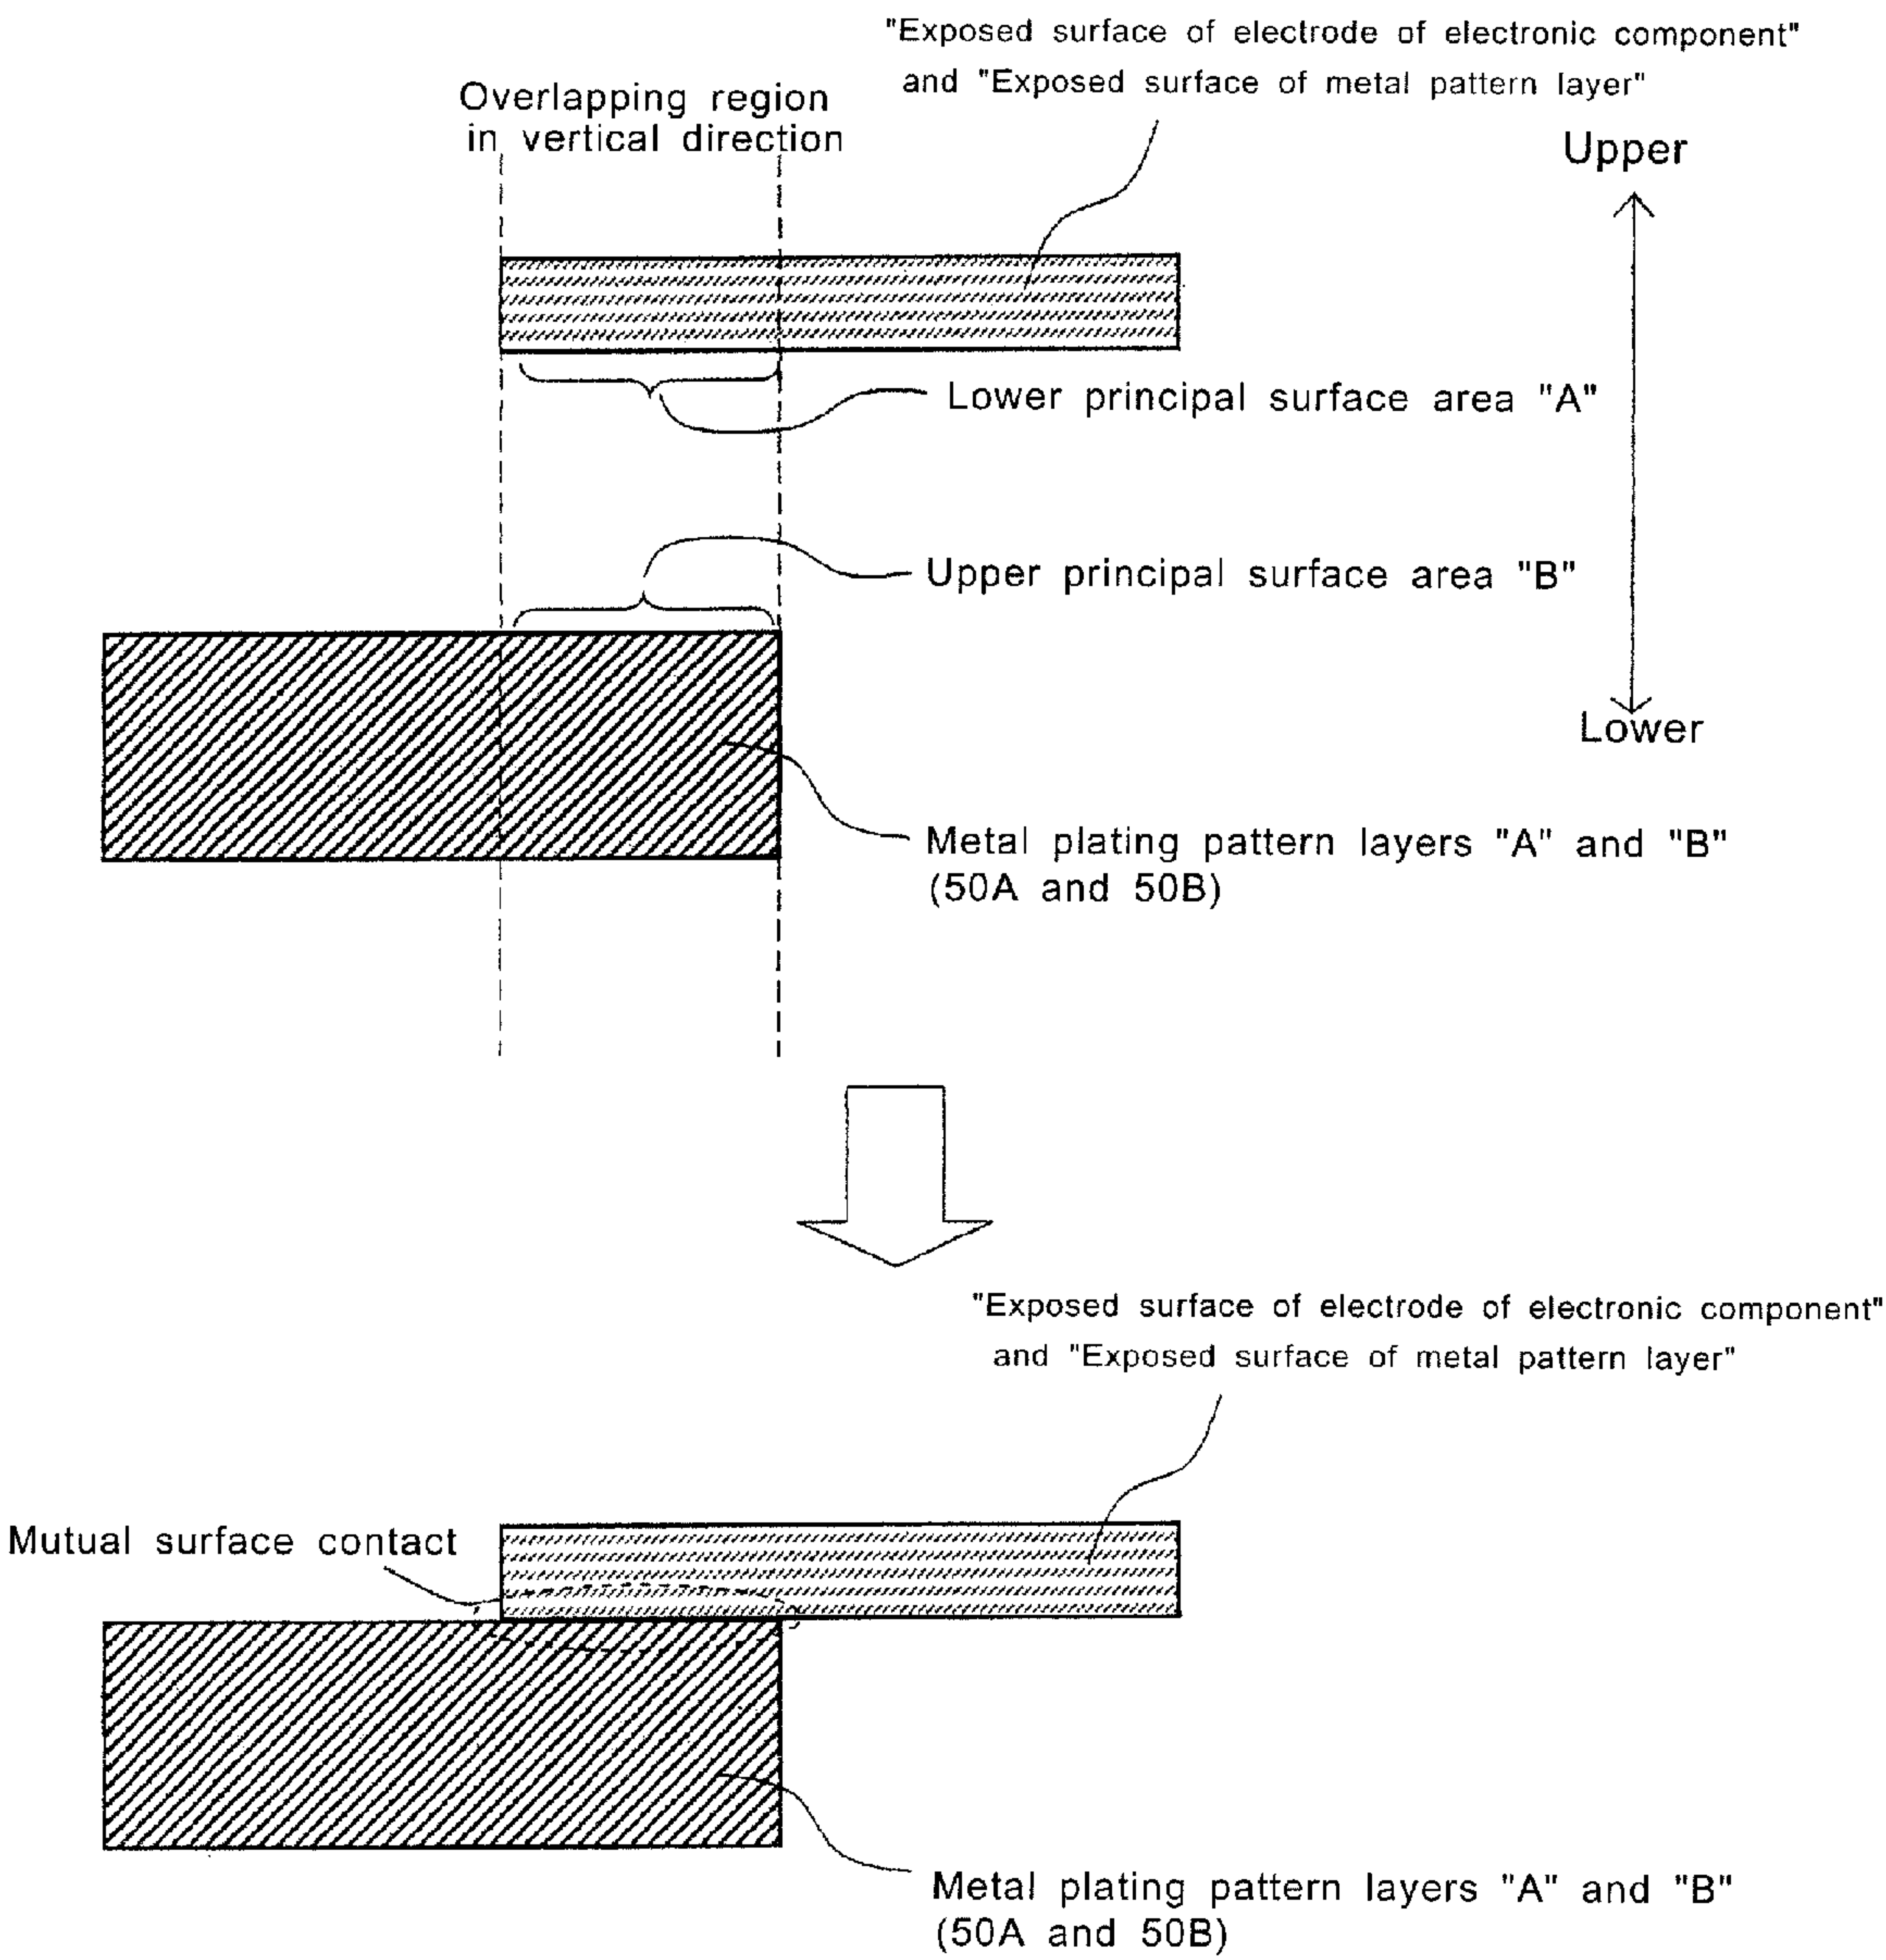 "Exposed surface of electrode of electronic component"
and "Exposed surface of metal pattern layer"
Overlapping region
in vertical direction
Upper
Lower principal surface area "A"
Upper principal surface area "B"
Lower
Metal plating pattern layers "A" and "B"
(50A and 50B)
"Exposed surface of electrode of electronic component"
and "Exposed surface of metal pattern layer"
Mutual surface contact
Metal plating pattern layers "A" and "B"
(50A and 50B)